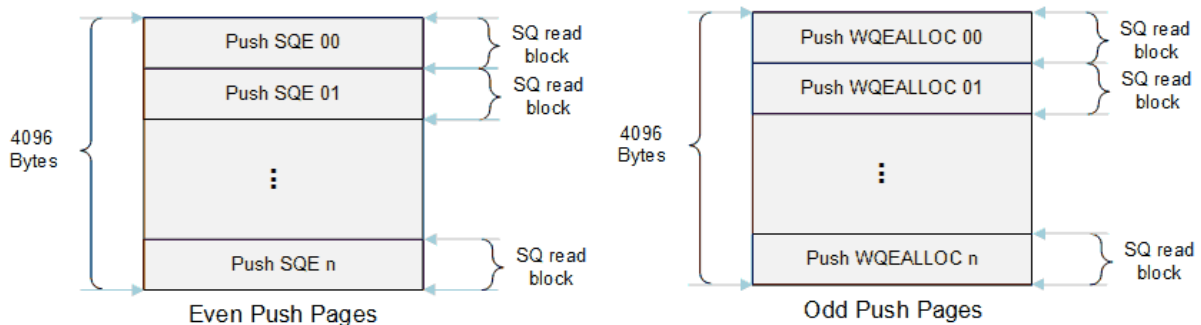 Push SQE 00
SQ read
block
Push SQE 01
SQ read
block
4096
Bytes
⋮
Push SQE n
SQ read
block
Even Push Pages
Push WQEALLOC 00
SQ read
block
Push WQEALLOC 01
SQ read
block
4096
Bytes
⋮
Push WQEALLOC n
SQ read
block
Odd Push Pages